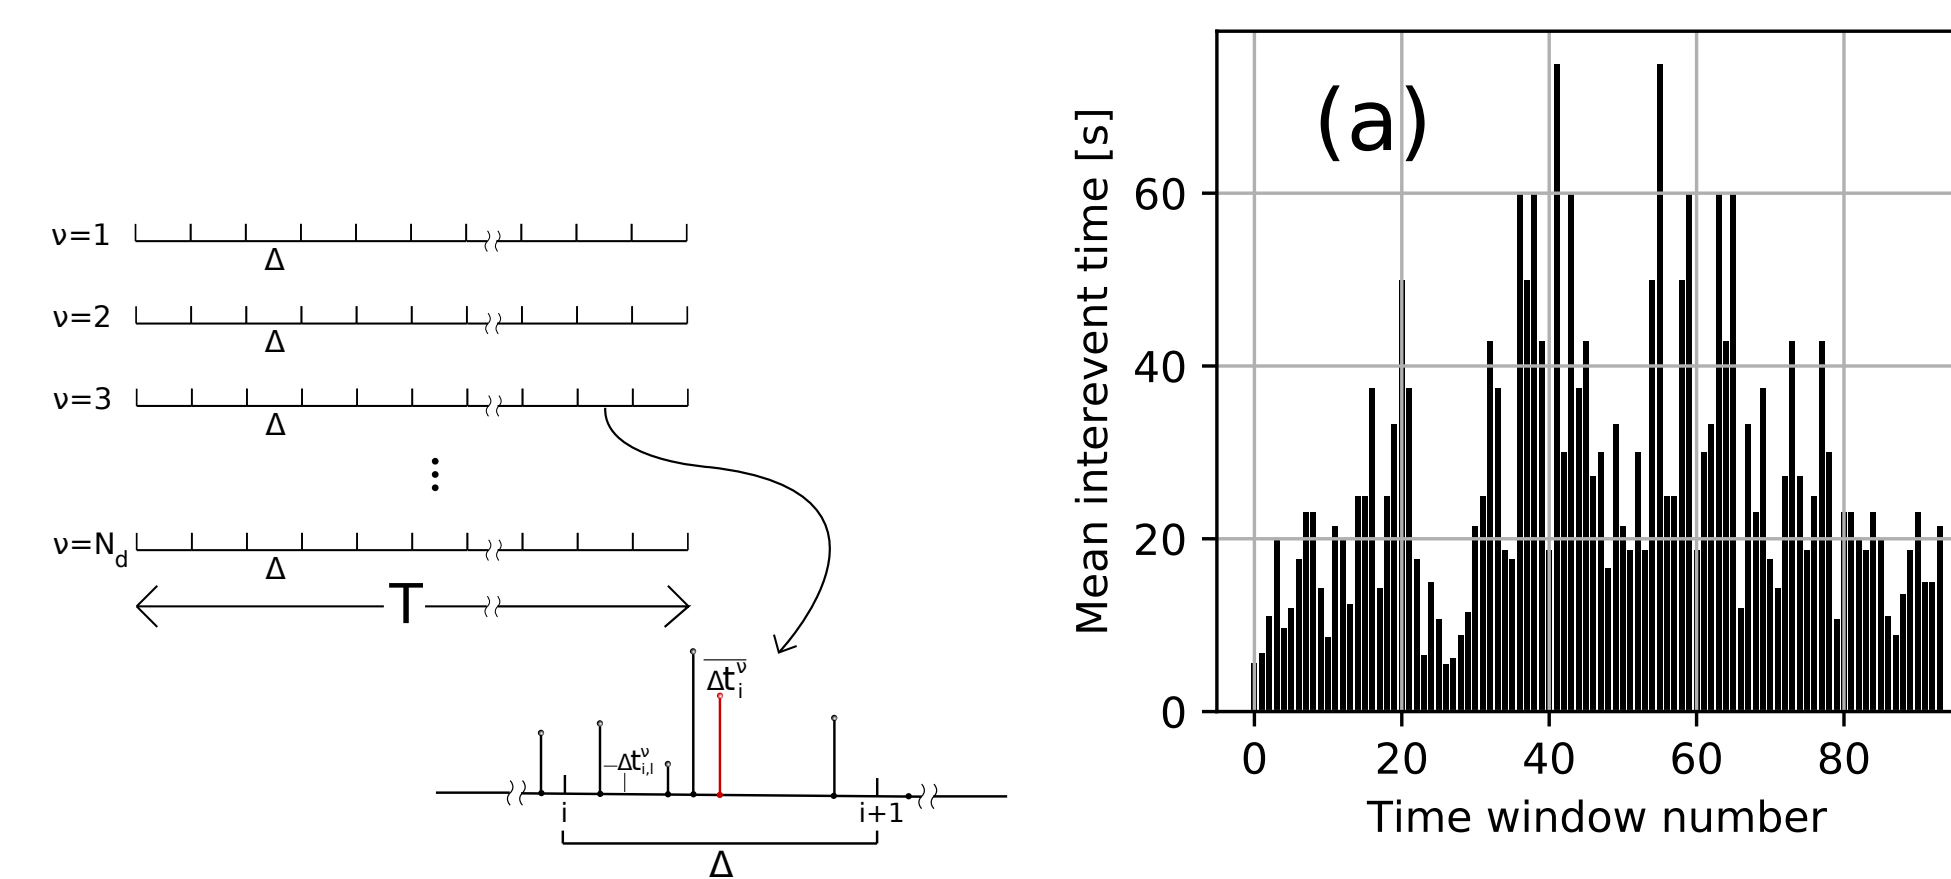 ν=1
Δ
ν=2
Δ
ν=3
Δ
ν=N_d
Δ
T
Δt_i^ν
Δt_{i,l}^ν
i
i+1
Δ
(a)
Mean interevent time [s]
60
40
20
0
0 20 40 60 80
Time window number